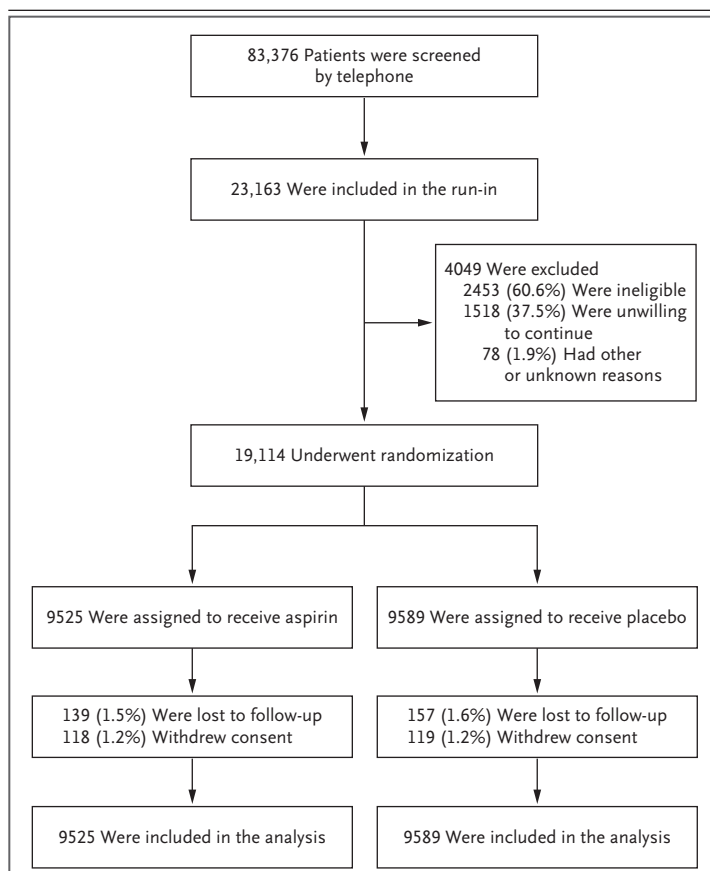 83,376 Patients were screened
by telephone
23,163 Were included in the run-in
4049 Were excluded
2453 (60.6%) Were ineligible
1518 (37.5%) Were unwilling
to continue
78 (1.9%) Had other
or unknown reasons
19,114 Underwent randomization
9525 Were assigned to receive aspirin
9589 Were assigned to receive placebo
139 (1.5%) Were lost to follow-up
118 (1.2%) Withdrew consent
157 (1.6%) Were lost to follow-up
119 (1.2%) Withdrew consent
9525 Were included in the analysis
9589 Were included in the analysis